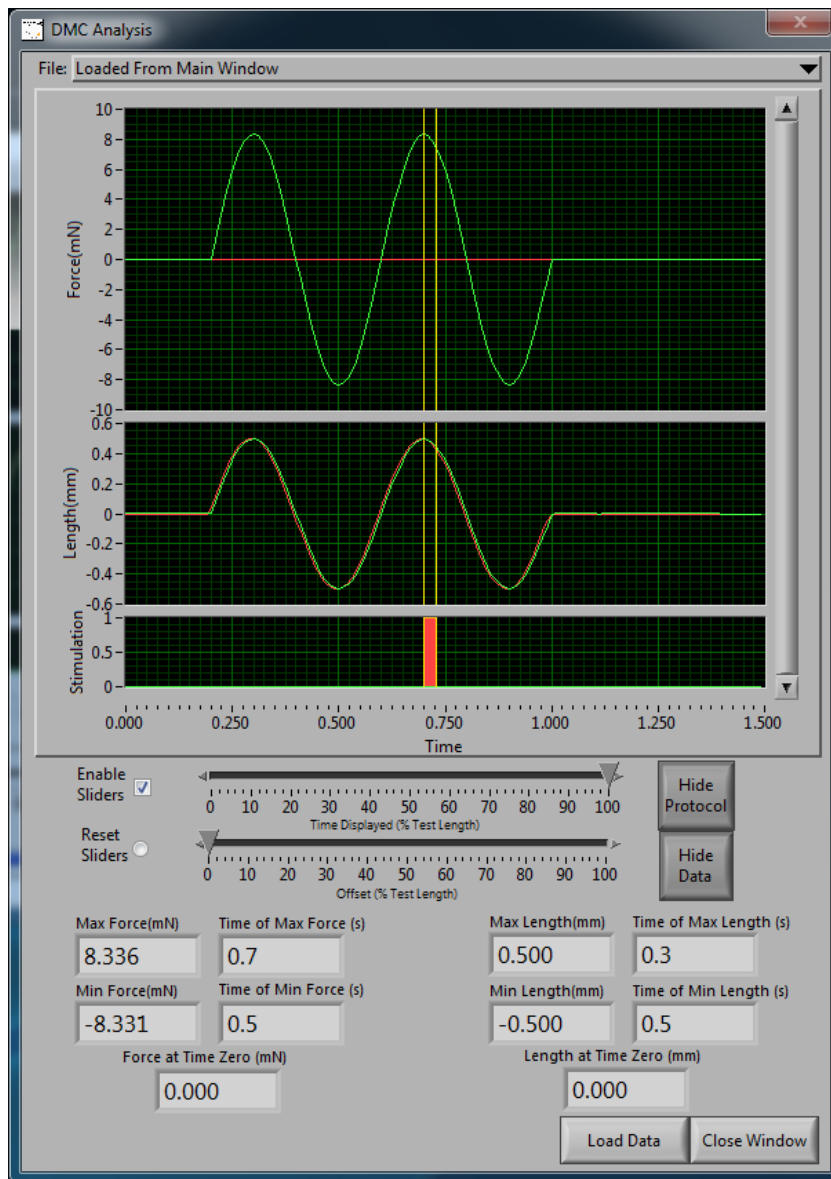 DMC Analysis
X
File: Loaded From Main Window
10
8
6
4
2
0
-2
-4
-6
-8
-10
Force(mN)
0.6
0.4
0.2
0
-0.2
-0.4
-0.6
Length(mm)
1
0.5
0
Stimulation
0.000 0.250 0.500 0.750 1.000 1.250 1.500
Time
Enable Sliders
0 10 20 30 40 50 60 70 80 90 100
Time Displayed (% Test Length)
Hide Protocol
Reset Sliders
0 10 20 30 40 50 60 70 80 90 100
Offset (% Test Length)
Hide Data
Max Force(mN) Time of Max Force (s) Max Length(mm) Time of Max Length (s)
8.336 0.7 0.500 0.3
Min Force(mN) Time of Min Force (s) Min Length(mm) Time of Min Length (s)
-8.331 0.5 -0.500 0.5
Force at Time Zero (mN) Length at Time Zero (mm)
0.000 0.000
Load Data Close Window